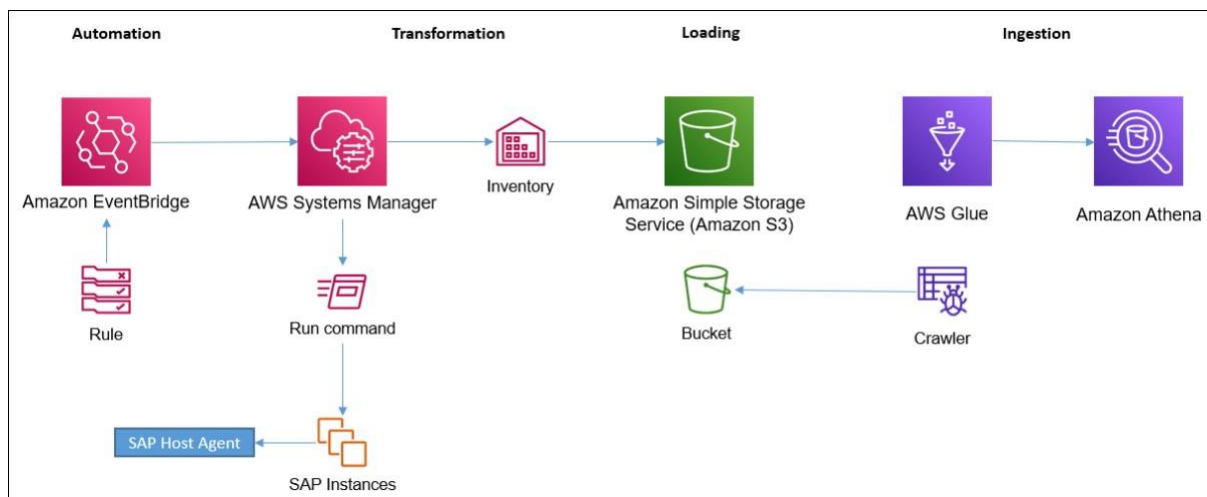 Automation
Transformation
Loading
Ingestion
Amazon EventBridge
AWS Systems Manager
Inventory
Amazon Simple Storage
Service (Amazon S3)
AWS Glue
Amazon Athena
Rule
Run command
Bucket
Crawler
SAP Host Agent
SAP Instances